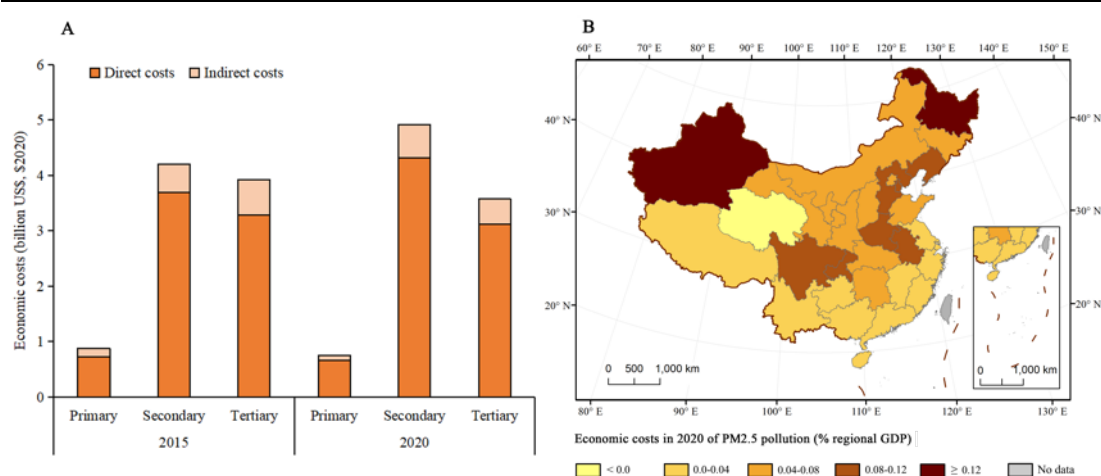 A
Direct costs
Indirect costs
Economic costs (billion US$, $2020)
6
5
4
3
2
1
0
Primary
Secondary
Tertiary
Primary
Secondary
Tertiary
2015
2020
B
60° E
70° E
80° E
90° E
100° E
110° E
120° E
130° E
150° E
40° N
30° N
20° N
40° N
30° N
20° N
0 500 1,000 km
0 1,000 km
80° E
90° E
100° E
110° E
120° E
130° E
Economic costs in 2020 of PM2.5 pollution (% regional GDP)
< 0.0
0.0-0.04
0.04-0.08
0.08-0.12
≥ 0.12
No data